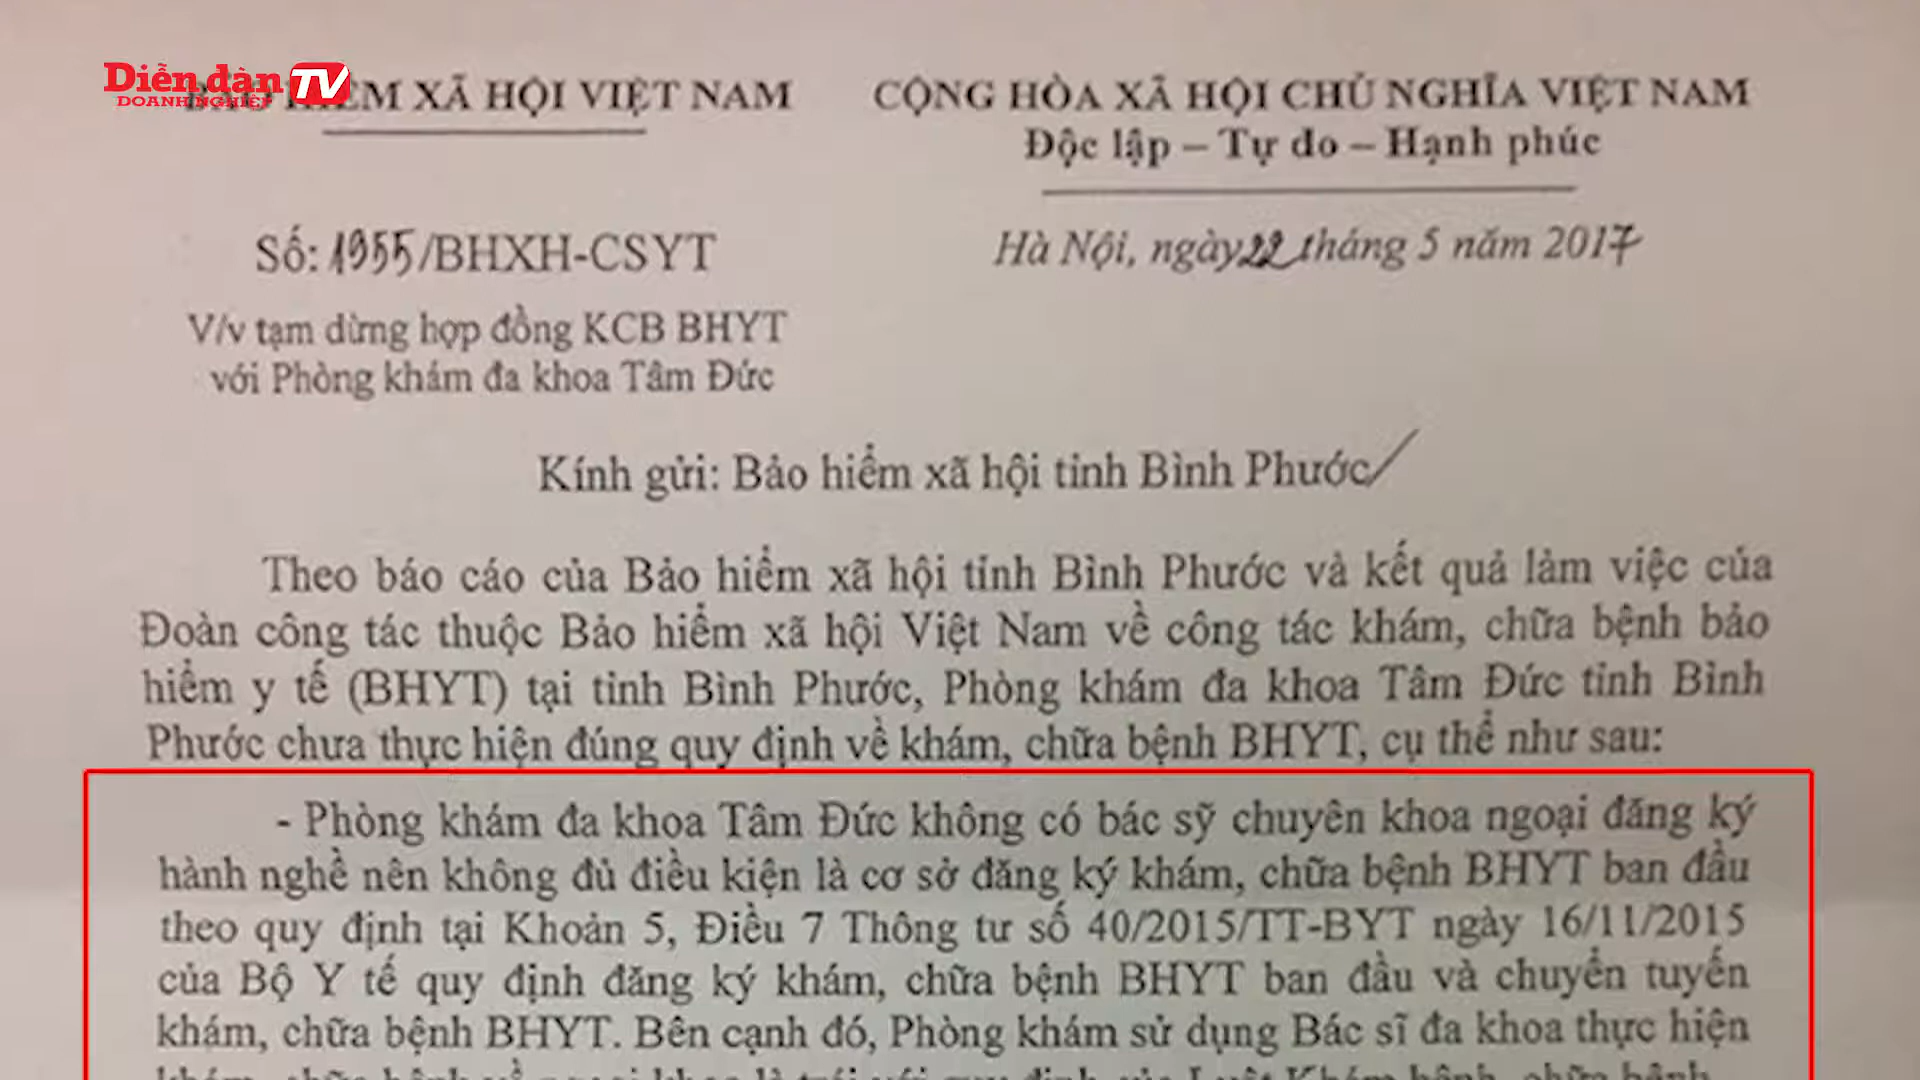 Diễn đàn TV
DOANH NGHIỆP
XÃ HỘI VIỆT NAM
CỘNG HÒA XÃ HỘI CHỦ NGHĨA VIỆT NAM
Độc lập – Tự do – Hạnh phúc
Số: 1955/BHXH-CSYT
Hà Nội, ngày 22 tháng 5 năm 2017
V/v tạm dừng hợp đồng KCB BHYT
với Phòng khám đa khoa Tâm Đức
Kính gửi: Bảo hiểm xã hội tỉnh Bình Phước
Theo báo cáo của Bảo hiểm xã hội tỉnh Bình Phước và kết quả làm việc của
Đoàn công tác thuộc Bảo hiểm xã hội Việt Nam về công tác khám, chữa bệnh bảo
hiểm y tế (BHYT) tại tỉnh Bình Phước, Phòng khám đa khoa Tâm Đức tỉnh Bình
Phước chưa thực hiện đúng quy định về khám, chữa bệnh BHYT, cụ thể như sau:
- Phòng khám đa khoa Tâm Đức không có bác sỹ chuyên khoa ngoại đăng ký
hành nghề nên không đủ điều kiện là cơ sở đăng ký khám, chữa bệnh BHYT ban đầu
theo quy định tại Khoản 5, Điều 7 Thông tư số 40/2015/TT-BYT ngày 16/11/2015
của Bộ Y tế quy định đăng ký khám, chữa bệnh BHYT ban đầu và chuyển tuyến
khám, chữa bệnh BHYT. Bên cạnh đó, Phòng khám sử dụng Bác sĩ đa khoa thực hiện